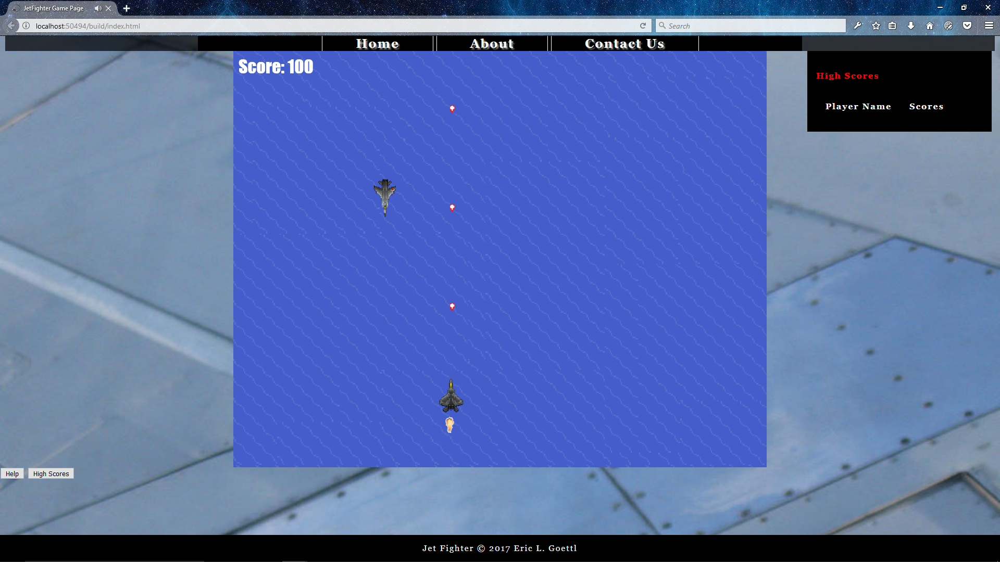 JetFighter Game Page
localhost:50494/build/index.html
Search
Home About Contact Us
Score: 100
High Scores
Player Name Scores
Help High Scores
Jet Fighter © 2017 Eric L. Goettl